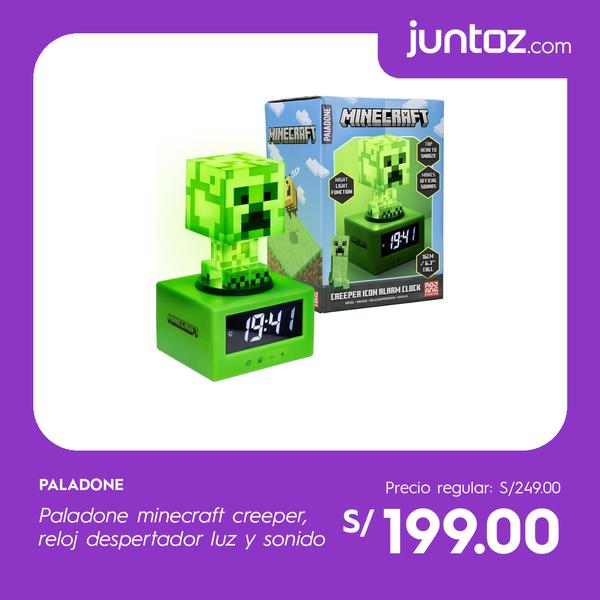 juntoz.com
MINECRAFT
PALADONE
MINECRAFT
TAP
HEAD TO
SNOOZE
NIGHT
LIGHT
FUNCTION
MAKES
OFFICIAL
SOUNDS
19:41
16CM
/ 6.3"
TALL
CREEPER ICON ALARM CLOCK
MOJANG
MINECRAFT
19:41
PALADONE
Paladone minecraft creeper,
reloj despertador luz y sonido
Precio regular: S/249.00
S/ 199.00